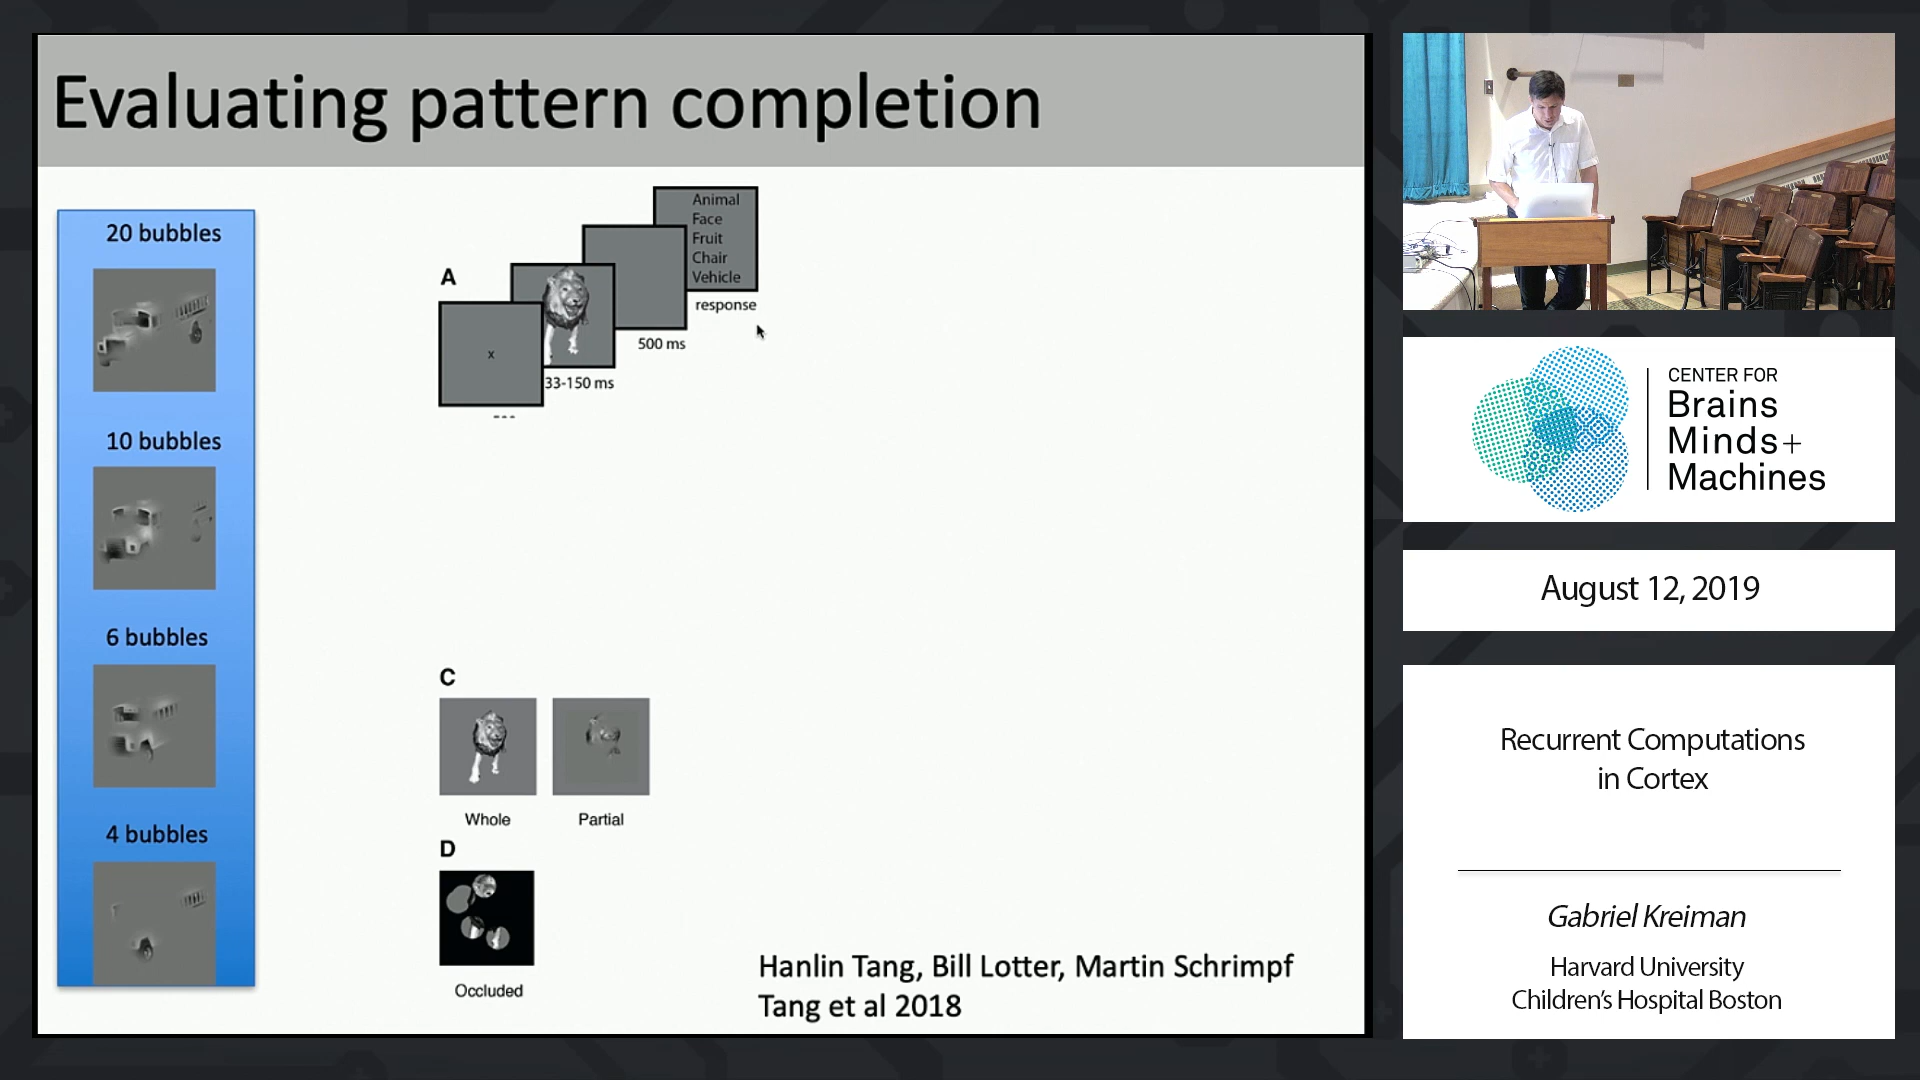 Evaluating pattern completion
20 bubbles
10 bubbles
6 bubbles
4 bubbles
A
x
33-150 ms
500 ms
Animal
Face
Fruit
Chair
Vehicle
response
C
Whole
Partial
D
Occluded
Hanlin Tang, Bill Lotter, Martin Schrimpf
Tang et al 2018
CENTER FOR
Brains
Minds+
Machines
August 12, 2019
Recurrent Computations
in Cortex
Gabriel Kreiman
Harvard University
Children's Hospital Boston